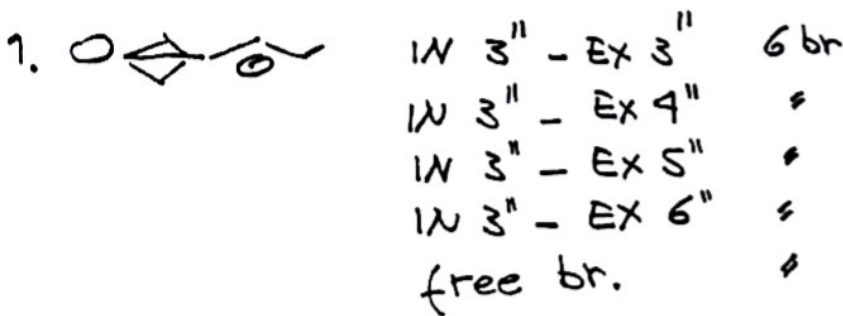 1. IN 3" - EX 3" 6 br
IN 3" - EX 4" "
IN 3" - EX 5" "
IN 3" - EX 6" "
free br. "